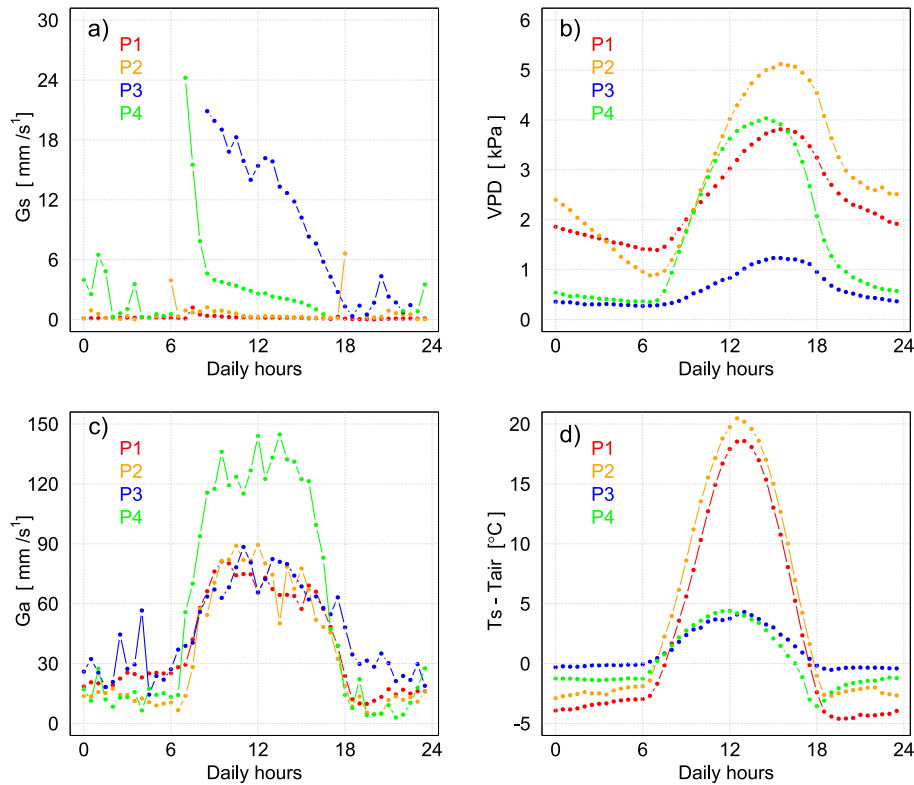 a)
P1
P2
P3
P4
30
24
18
12
6
0
Gs [ mm /s¹]
0 6 12 18 24
Daily hours
b)
P1
P2
P3
P4
6
5
4
3
2
1
0
VPD [ kPa]
0 6 12 18 24
Daily hours
c)
P1
P2
P3
P4
150
120
90
60
30
0
Ga [ mm /s¹]
0 6 12 18 24
Daily hours
d)
P1
P2
P3
P4
20
15
10
5
0
-5
Ts - Tair [°C]
0 6 12 18 24
Daily hours